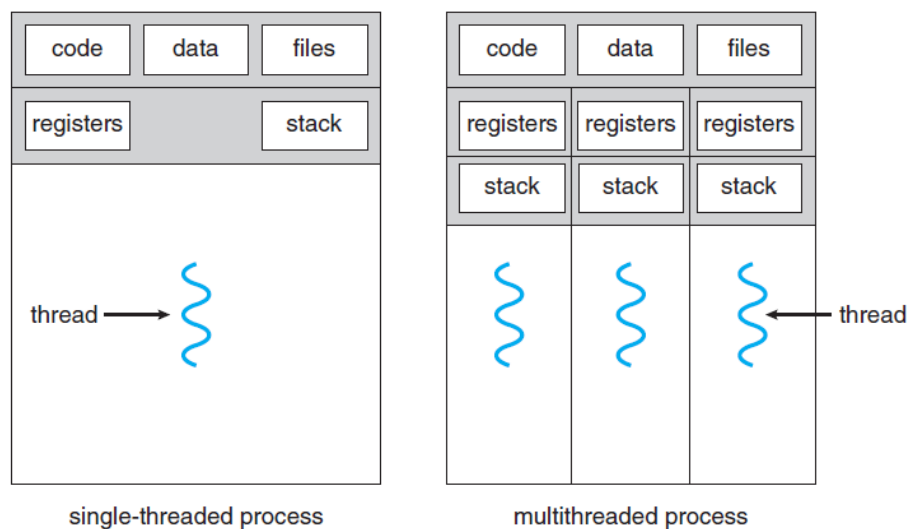 code data files
registers stack
thread
single-threaded process
code data files
registers registers registers
stack stack stack
thread
multithreaded process